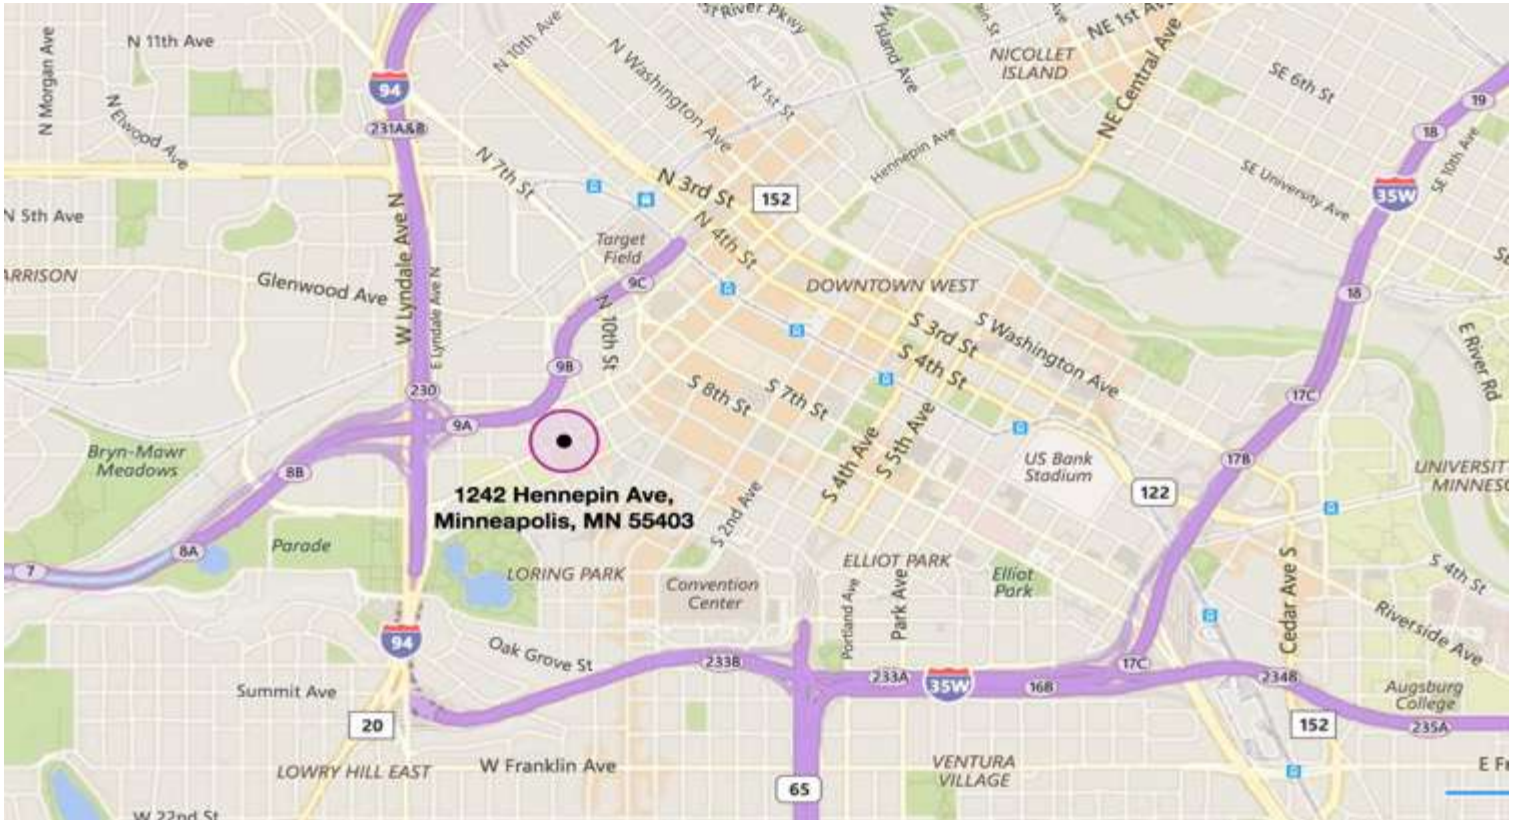 St River Pkwy
NE 1st Av
N 11th Ave
N 10th Ave
N Morgan Ave
N Washington Ave
N 1st St
Island Ave
NICOLLET
ISLAND
NE Central Ave
SE 6th St
19
94
18
231A&B
N Elwood Ave
Hennepin Ave
SE 10th Ave
N 7th St
SE University Ave
35W
N 3rd St
152
N 5th Ave
W Lyndale Ave N
N 4th St
Target
Field
ARRISON
Glenwood Ave
E Lyndale Ave N
9C
DOWNTOWN WEST
18
N 10th St
S 3rd St
S Washington Ave
S 4th St
E River Rd
9B
230
S 8th St
S 7th St
17C
9A
S 4th Ave
S 5th Ave
Bryn-Mawr
Meadows
8B
17B
US Bank
Stadium
UNIVERSIT
MINNESO
122
1242 Hennepin Ave,
Minneapolis, MN 55403
S 2nd Ave
8A
Parade
7
LORING PARK
Convention
Center
ELLIOT PARK
Elliot
Park
Portland Ave
Park Ave
Cedar Ave S
S 4th St
Riverside Ave
94
Oak Grove St
233B
17C
233A
35W
16B
234B
Summit Ave
Augsburg
College
20
152
235A
LOWRY HILL EAST
W Franklin Ave
VENTURA
VILLAGE
E Fr
65
W 22nd St